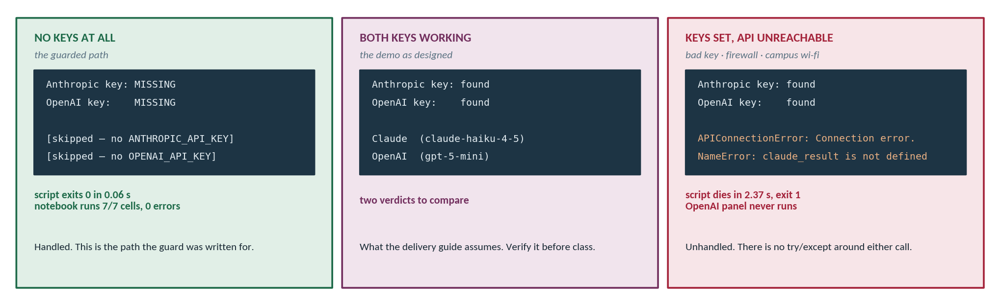 NO KEYS AT ALL
the guarded path
Anthropic key: MISSING
OpenAI key:    MISSING
[skipped — no ANTHROPIC_API_KEY]
[skipped — no OPENAI_API_KEY]
script exits 0 in 0.06 s
notebook runs 7/7 cells, 0 errors
Handled. This is the path the guard was written for.
BOTH KEYS WORKING
the demo as designed
Anthropic key: found
OpenAI key:    found
Claude  (claude-haiku-4-5)
OpenAI  (gpt-5-mini)
two verdicts to compare
What the delivery guide assumes. Verify it before class.
KEYS SET, API UNREACHABLE
bad key · firewall · campus wi-fi
Anthropic key: found
OpenAI key:    found
APIConnectionError: Connection error.
NameError: claude_result is not defined
script dies in 2.37 s, exit 1
OpenAI panel never runs
Unhandled. There is no try/except around either call.